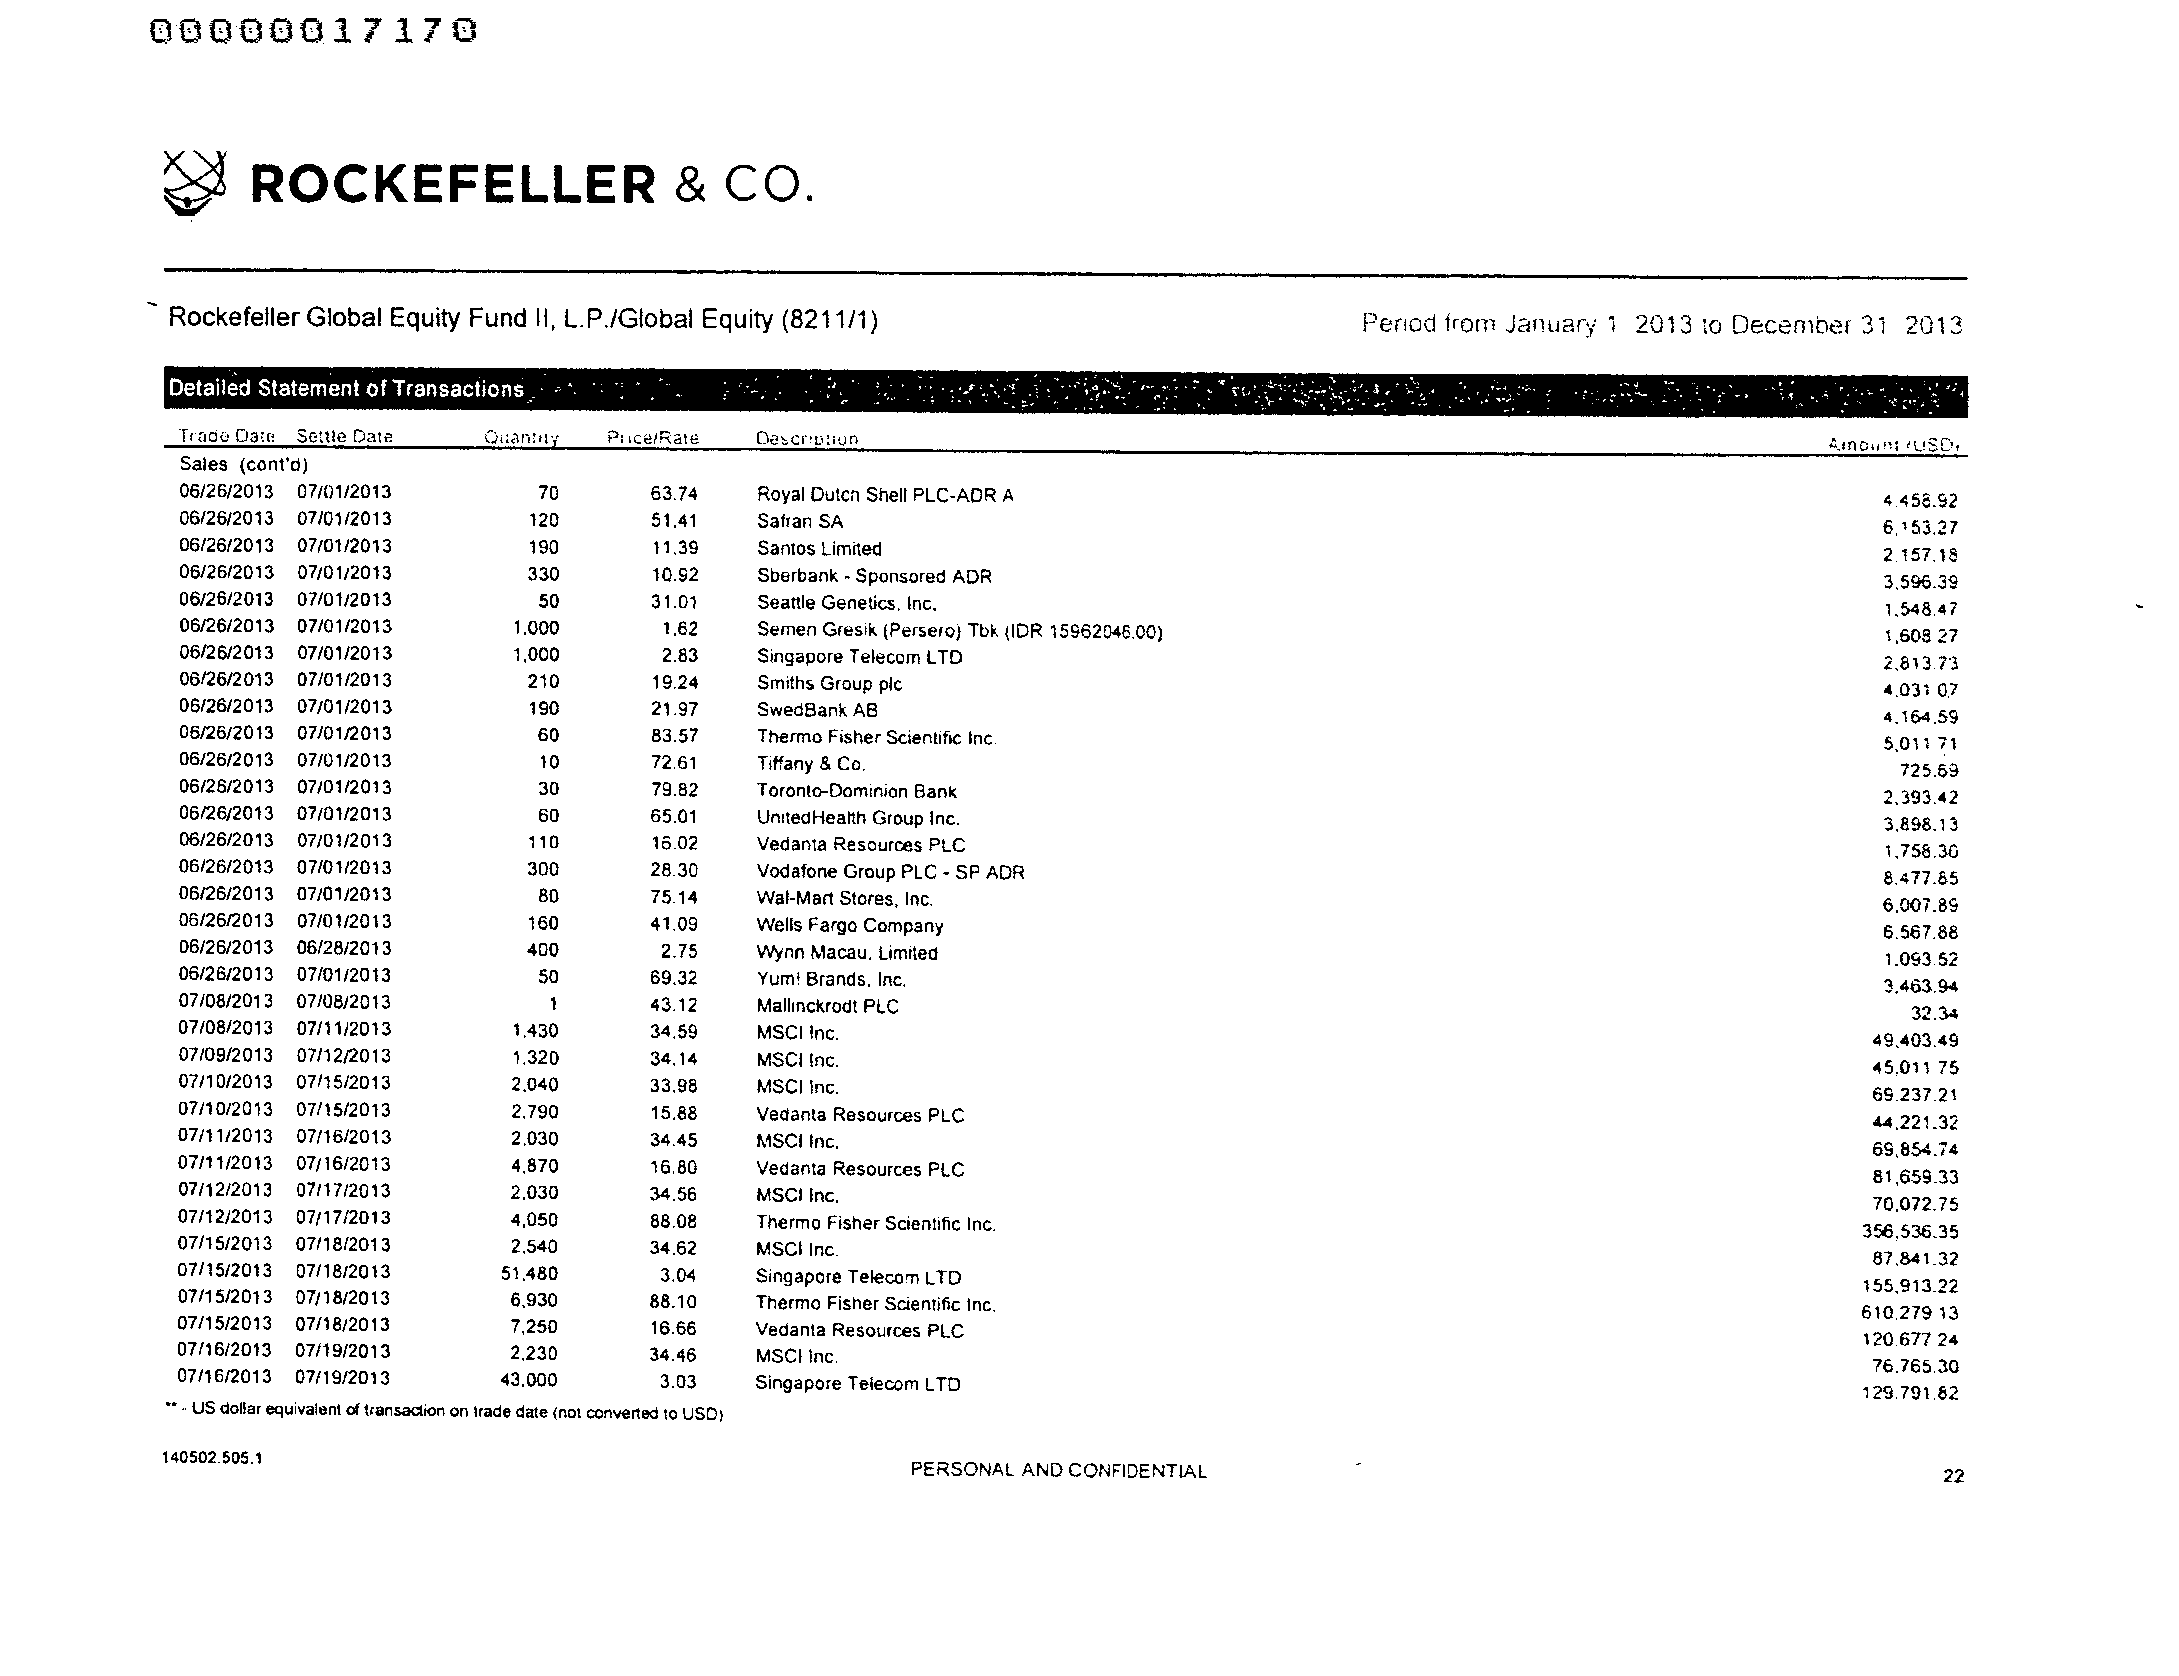 00000017170
ROCKEFELLER & CO.
Rockefeller Global Equity Fund II, L.P./Global Equity (8211/1) Period from January 1 2013 to December 31 2013
Detailed Statement of Transactions
Trade Date Settle Date Quantity Price/Rate Description Amount (USD)
Sales (cont'd)
06/26/2013 07/01/2013 70 63.74 Royal Dutch Shell PLC-ADR A 4,458.92
06/26/2013 07/01/2013 120 51.41 Safran SA 6,153.27
06/26/2013 07/01/2013 190 11.39 Santos Limited 2,157.18
06/26/2013 07/01/2013 330 10.92 Sberbank - Sponsored ADR 3,596.39
06/26/2013 07/01/2013 50 31.01 Seattle Genetics, Inc. 1,548.47
06/26/2013 07/01/2013 1,000 1.62 Semen Gresik (Persero) Tbk (IDR 15962046.00) 1,608.27
06/26/2013 07/01/2013 1,000 2.83 Singapore Telecom LTD 2,813.73
06/26/2013 07/01/2013 210 19.24 Smiths Group plc 4,031.07
06/26/2013 07/01/2013 190 21.97 SwedBank AB 4,164.59
06/26/2013 07/01/2013 60 83.57 Thermo Fisher Scientific Inc. 5,011.71
06/26/2013 07/01/2013 10 72.61 Tiffany & Co. 725.69
06/26/2013 07/01/2013 30 79.82 Toronto-Dominion Bank 2,393.42
06/26/2013 07/01/2013 60 65.01 UnitedHealth Group Inc. 3,898.13
06/26/2013 07/01/2013 110 16.02 Vedanta Resources PLC 1,758.30
06/26/2013 07/01/2013 300 28.30 Vodafone Group PLC - SP ADR 8,477.85
06/26/2013 07/01/2013 80 75.14 Wal-Mart Stores, Inc. 6,007.89
06/26/2013 07/01/2013 160 41.09 Wells Fargo Company 6,567.88
06/26/2013 06/28/2013 400 2.75 Wynn Macau, Limited 1,093.52
06/26/2013 07/01/2013 50 69.32 Yum! Brands, Inc. 3,463.94
07/08/2013 07/08/2013 1 43.12 Mallinckrodt PLC 32.34
07/08/2013 07/11/2013 1,430 34.59 MSCI Inc. 49,403.49
07/09/2013 07/12/2013 1,320 34.14 MSCI Inc. 45,011.75
07/10/2013 07/15/2013 2,040 33.98 MSCI Inc. 69,237.21
07/10/2013 07/15/2013 2,790 15.88 Vedanta Resources PLC 44,221.32
07/11/2013 07/16/2013 2,030 34.45 MSCI Inc. 69,854.74
07/11/2013 07/16/2013 4,870 16.80 Vedanta Resources PLC 81,659.33
07/12/2013 07/17/2013 2,030 34.56 MSCI Inc. 70,072.75
07/12/2013 07/17/2013 4,050 88.08 Thermo Fisher Scientific Inc. 356,536.35
07/15/2013 07/18/2013 2,540 34.62 MSCI Inc. 87,841.32
07/15/2013 07/18/2013 51,480 3.04 Singapore Telecom LTD 155,913.22
07/15/2013 07/18/2013 6,930 88.10 Thermo Fisher Scientific Inc. 610,279.13
07/15/2013 07/18/2013 7,250 16.66 Vedanta Resources PLC 120,677.24
07/16/2013 07/19/2013 2,230 34.46 MSCI Inc. 76,765.30
07/16/2013 07/19/2013 43,000 3.03 Singapore Telecom LTD 129,791.82
** - US dollar equivalent of transaction on trade date (not converted to USD)
140502.505.1 PERSONAL AND CONFIDENTIAL 22